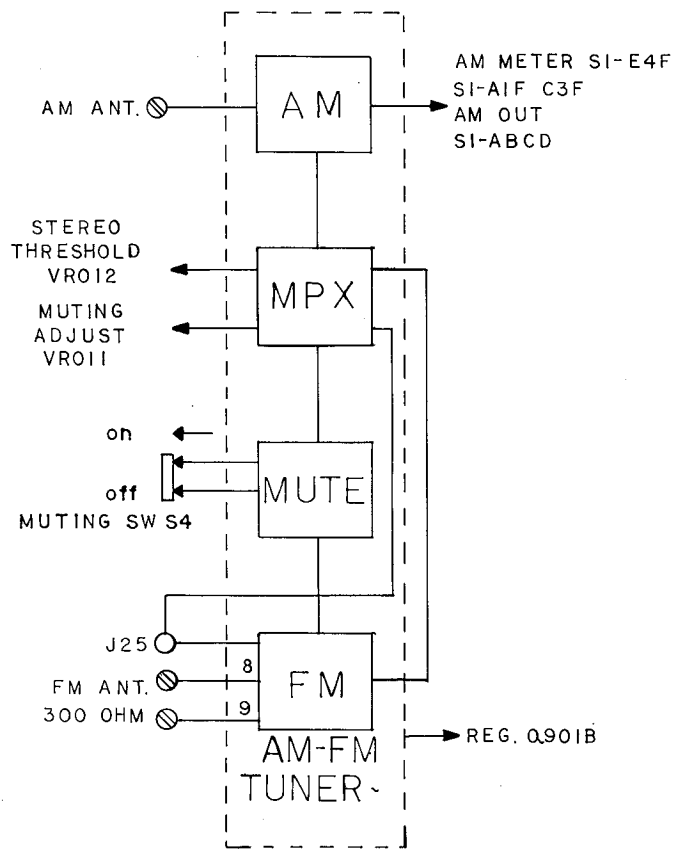 AM METER S1-E4F
S1-A1F C3F
AM OUT
S1-ABCD
AM ANT.
AM
STEREO
THRESHOLD
VR012
MPX
MUTING
ADJUST
VR011
on
off
MUTING SW S4
MUTE
J25
8
FM ANT.
FM
300 OHM
9
AM-FM
TUNER
REG. Q901B